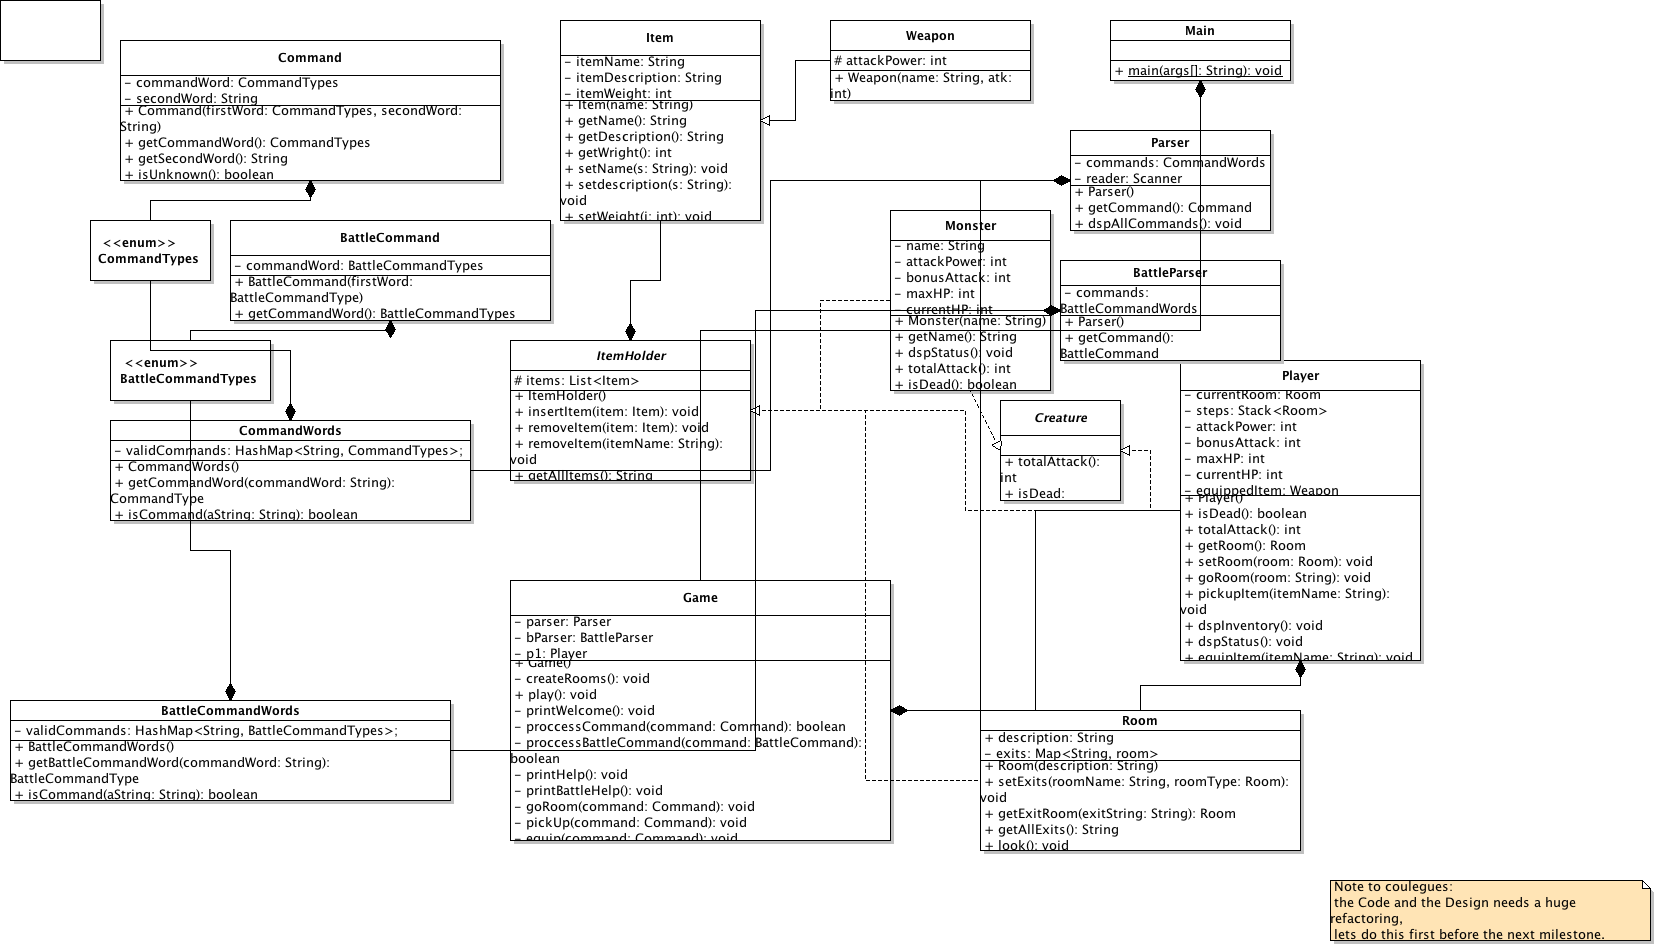 Command
- commandWord: CommandTypes
- secondWord: String
+ Command(firstWord: CommandTypes, secondWord:
String)
+ getCommandWord(): CommandTypes
+ getSecondWord(): String
+ isUnknown(): boolean
Item
- itemName: String
- itemDescription: String
- itemWeight: int
+ Item(name: String)
+ getName(): String
+ getDescription(): String
+ getWright(): int
+ setName(s: String): void
+ setdescription(s: String):
void
+ setWeight(i: int): void
Weapon
# attackPower: int
+ Weapon(name: String, atk:
int)
Main
+ main(args[]: String): void
Parser
- commands: CommandWords
- reader: Scanner
+ Parser()
+ getCommand(): Command
+ dspAllCommands(): void
<<enum>>
CommandTypes
BattleCommand
- commandWord: BattleCommandTypes
+ BattleCommand(firstWord:
BattleCommandType)
+ getCommandWord(): BattleCommandTypes
Monster
- name: String
- attackPower: int
- bonusAttack: int
- maxHP: int
- currentHP: int
+ Monster(name: String)
+ getName(): String
+ dspStatus(): void
+ totalAttack(): int
+ isDead(): boolean
BattleParser
- commands:
BattleCommandWords
+ Parser()
+ getCommand():
BattleCommand
<<enum>>
BattleCommandTypes
ItemHolder
# items: List<Item>
+ ItemHolder()
+ insertItem(item: Item): void
+ removeItem(item: Item): void
+ removeItem(itemName: String):
void
+ getAllItems(): String
Creature
+ totalAttack():
int
+ isDead:
Player
- currentRoom: Room
- steps: Stack<Room>
- attackPower: int
- bonusAttack: int
- maxHP: int
- currentHP: int
- equippedItem: Weapon
+ Player()
+ isDead(): boolean
+ totalAttack(): int
+ getRoom(): Room
+ setRoom(room: Room): void
+ goRoom(room: String): void
+ pickupItem(itemName: String):
void
+ dspInventory(): void
+ dspStatus(): void
+ equipItem(itemName: String): void
CommandWords
- validCommands: HashMap<String, CommandTypes>;
+ CommandWords()
+ getCommandWord(commandWord: String):
CommandType
+ isCommand(aString: String): boolean
Game
- parser: Parser
- bParser: BattleParser
- p1: Player
+ Game()
- createRooms(): void
+ play(): void
- printWelcome(): void
- proccessCommand(command: Command): boolean
- proccessBattleCommand(command: BattleCommand):
boolean
- printHelp(): void
- printBattleHelp(): void
- goRoom(command: Command): void
- pickUp(command: Command): void
- equip(command: Command): void
BattleCommandWords
- validCommands: HashMap<String, BattleCommandTypes>;
+ BattleCommandWords()
+ getBattleCommandWord(commandWord: String):
BattleCommandType
+ isCommand(aString: String): boolean
Room
+ description: String
- exits: Map<String, room>
+ Room(description: String)
+ setExits(roomName: String, roomType: Room):
void
+ getExitRoom(exitString: String): Room
+ getAllExits(): String
+ look(): void
Note to coulegues:
the Code and the Design needs a huge
refactoring,
lets do this first before the next milestone.